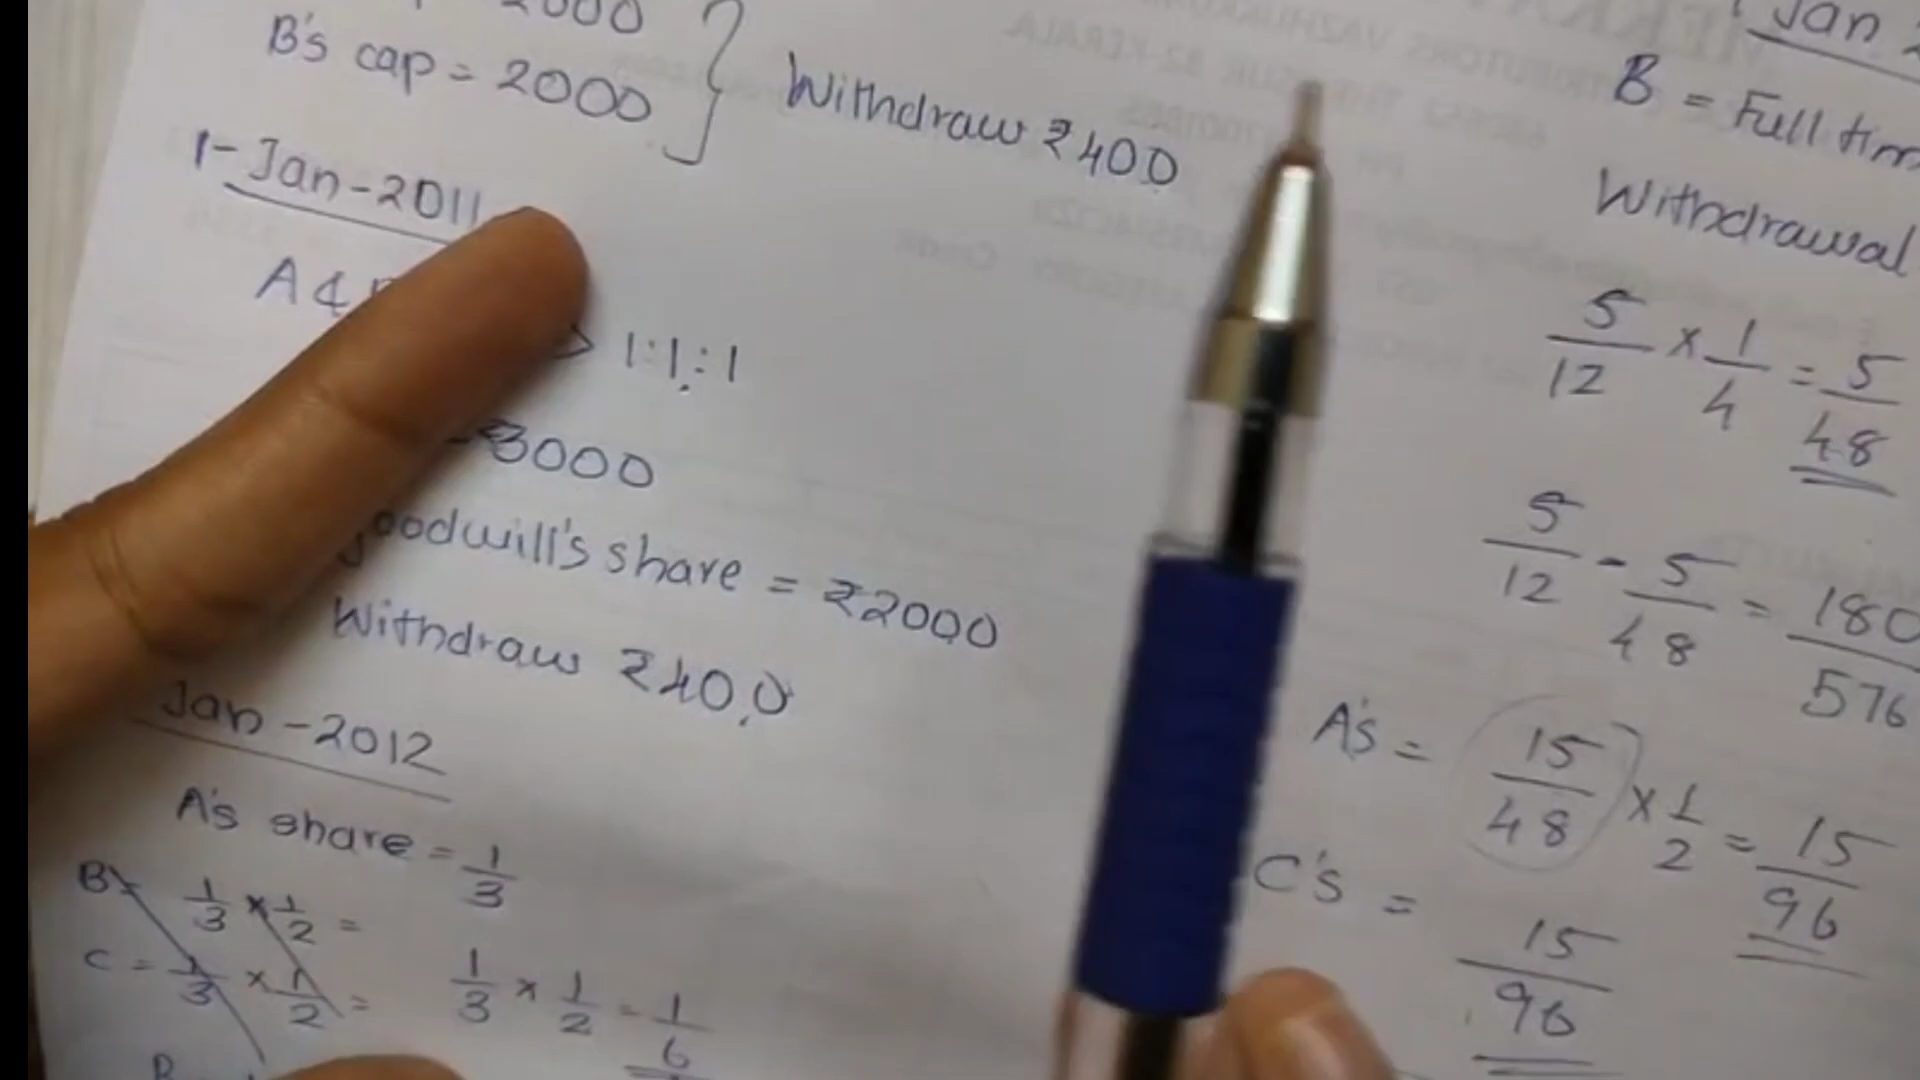 2000
B's cap = 2000
Withdraw ₹400
1-Jan-2011
A &
1:1:1
3000
goodwill's share = ₹2000
Withdraw ₹400
Jan-2012
A's share = 1/3
B = 1/3 × 1/2 =
C = 1/3 × 1/2 =
1/3 × 1/2 = 1/6
Jan
B = Full
Withdrawal
5/12 × 1/4 = 5/48
5/12 - 5/48 = 180/576
A's = 15/48 × 1/2 = 15/96
C's = 15/96